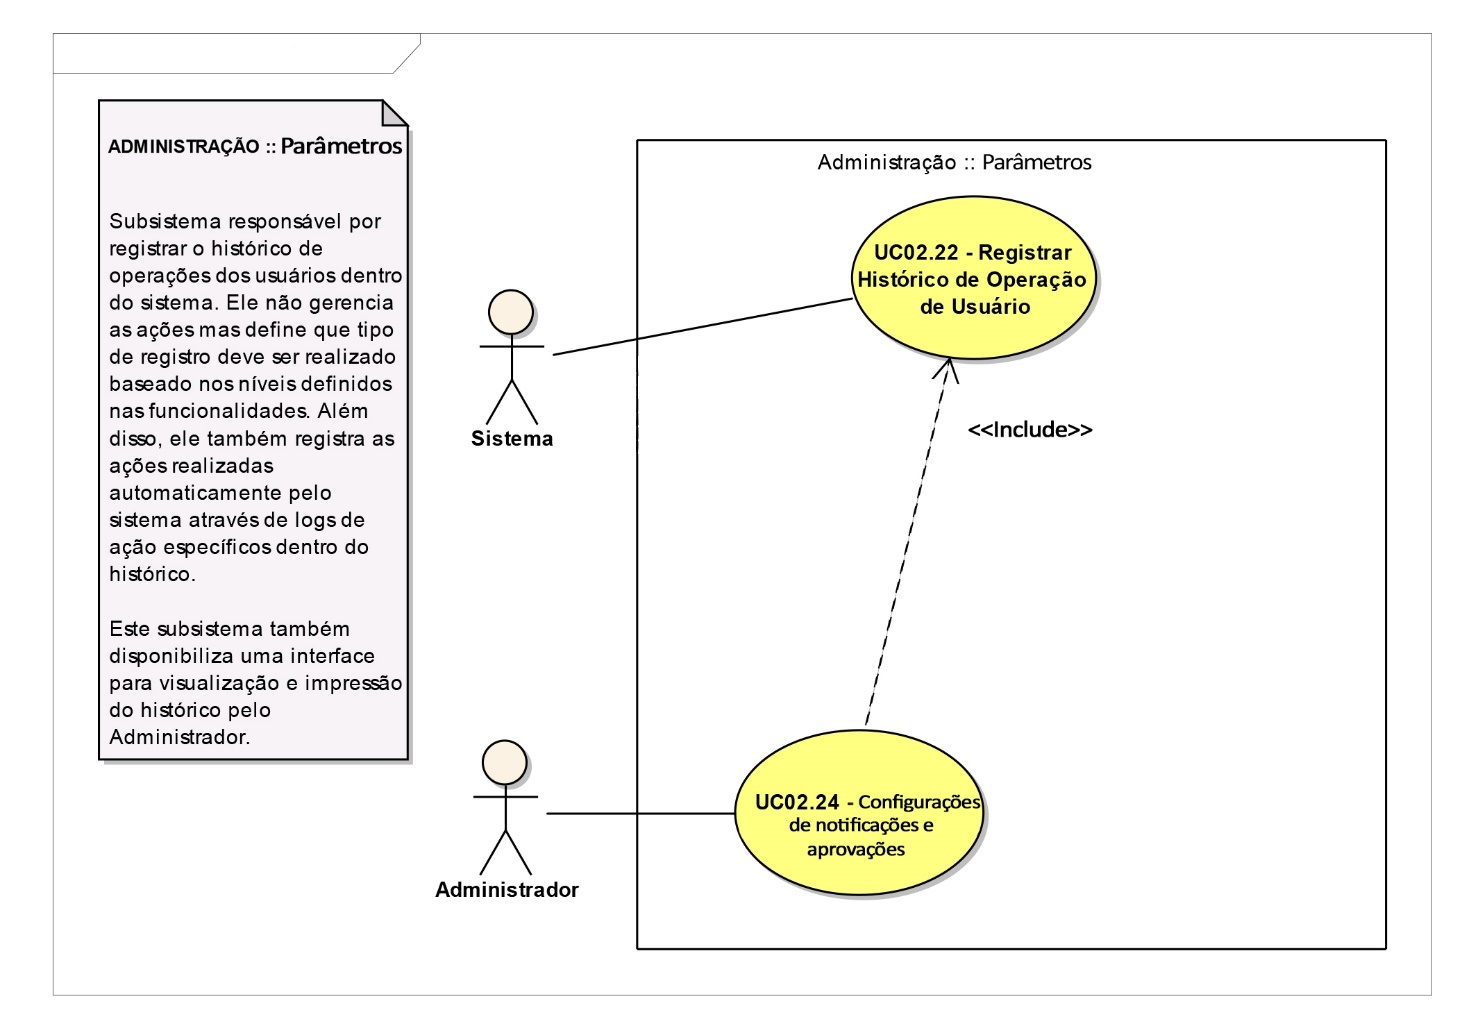 ADMINISTRAÇÃO :: Parâmetros
Subsistema responsável por
registrar o histórico de
operações dos usuários dentro
do sistema. Ele não gerencia
as ações mas define que tipo
de registro deve ser realizado
baseado nos níveis definidos
nas funcionalidades. Além
disso, ele também registra as
ações realizadas
automaticamente pelo
sistema através de logs de
ação específicos dentro do
histórico.
Este subsistema também
disponibiliza uma interface
para visualização e impressão
do histórico pelo
Administrador.
Administração :: Parâmetros
UC02.22 - Registrar
Histórico de Operação
de Usuário
Sistema
<<Include>>
UC02.24 - Configurações
de notificações e
aprovações
Administrador